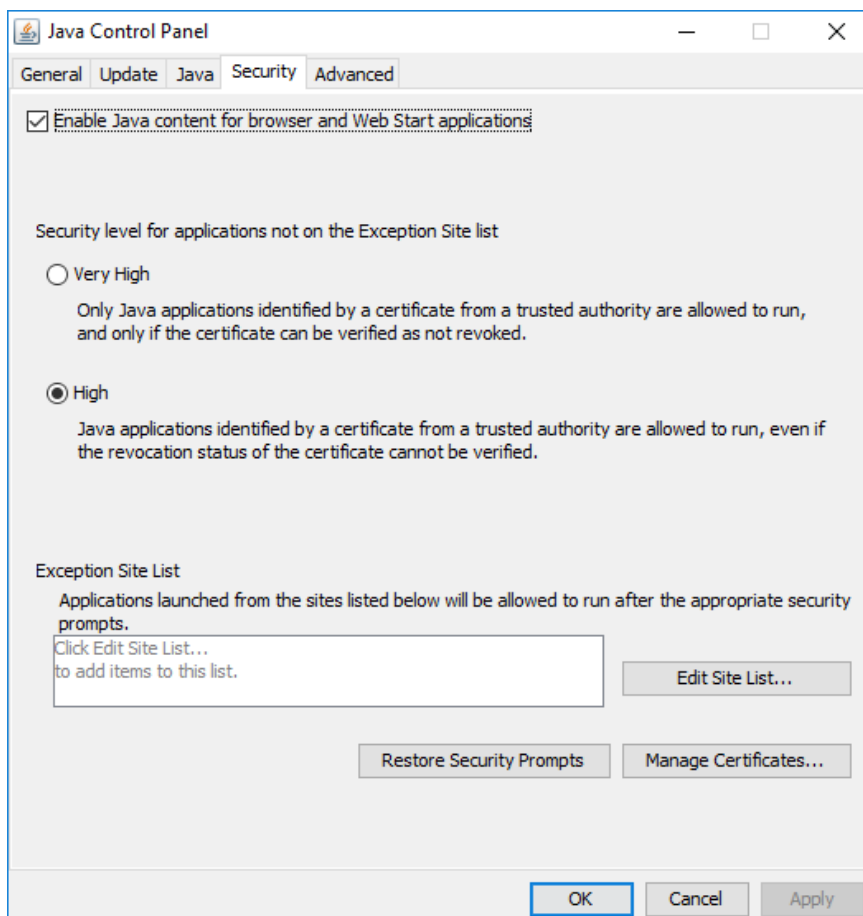 Java Control Panel
General Update Java Security Advanced
Enable Java content for browser and Web Start applications
Security level for applications not on the Exception Site list
Very High
Only Java applications identified by a certificate from a trusted authority are allowed to run,
and only if the certificate can be verified as not revoked.
High
Java applications identified by a certificate from a trusted authority are allowed to run, even if
the revocation status of the certificate cannot be verified.
Exception Site List
Applications launched from the sites listed below will be allowed to run after the appropriate security
prompts.
Click Edit Site List...
to add items to this list.
Edit Site List...
Restore Security Prompts Manage Certificates...
OK Cancel Apply